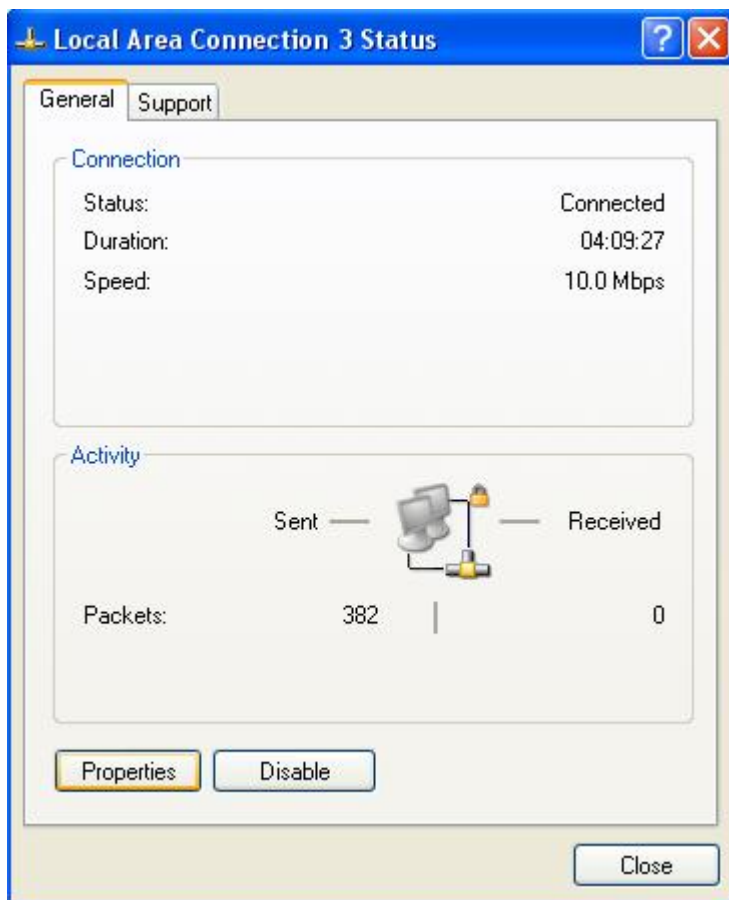 Local Area Connection 3 Status
General Support
Connection
Status: Connected
Duration: 04:09:27
Speed: 10.0 Mbps
Activity
Sent Received
Packets: 382 0
Properties Disable
Close